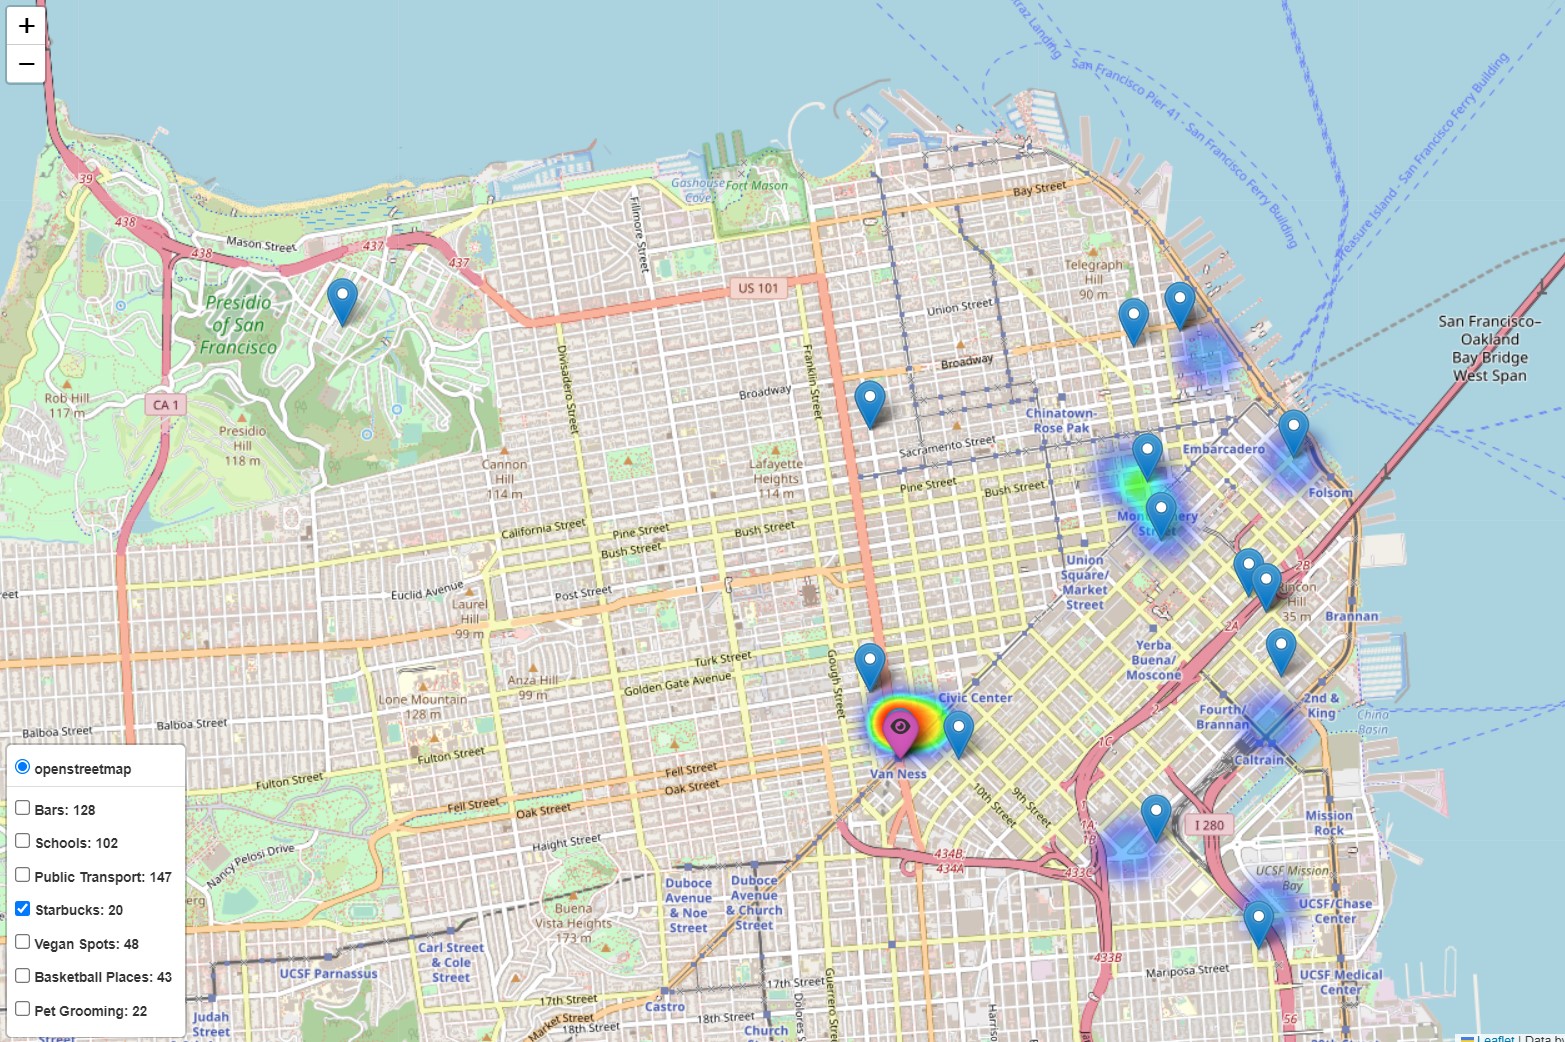 +
−
raz Landing
San Francisco Pier 41 - San Francisco Ferry Building
Treasure Island - San Francisco Ferry Building
39
438
438
Mason Street
437
437
Gashouse
Cove
Fort Mason
Fillmore Street
Bay Street
Telegraph
Hill
90 m
US 101
Union Street
Presidio
of San
Francisco
San Francisco–
Oakland
Bay Bridge
West Span
Rob Hill
117 m
CA 1
Presidio
Hill
118 m
Divisadero Street
Franklin Street
Broadway
Broadway
Chinatown-
Rose Pak
Sacramento Street
Embarcadero
Cannon
Hill
114 m
Lafayette
Heights
114 m
Pine Street
Bush Street
Folsom
California Street
Pine Street
Bush Street
Bush Street
Street
Union
Square/
Market
Street
2B
Hill
35 m
2A
Brannan
reet
Euclid Avenue
Post Street
Laurel
Hill
99 m
Yerba
Buena/
Moscone
Turk Street
Golden Gate Avenue
Gough Street
Anza Hill
99 m
Lone Mountain
128 m
Civic Center
Fourth/
Brannan
2nd &
King
China
Basin
2
1C
Balboa Street
Balboa Street
Fulton Street
Fulton Street
Fell Street
Oak Street
Fell Street
Oak Street
Van Ness
Caltrain
10th Street
9th Street
1
1A
1B
I 280
Mission
Rock
Haight Street
Nancy Pelosi Drive
434B
434A
433C
UCSF Mission
Bay
UCSF/Chase
Center
Duboce
Avenue
& Noe
Street
Duboce
Avenue
& Church
Street
Buena
Vista Heights
173 m
Carl Street
& Cole
Street
UCSF Parnassus
433B
Mariposa Street
UCSF Medical
Center
17th Street
17th Street
18th Street
18th Street
Market Street
Castro
Church
Guerrero Street
Dolores S
Harris
Judah
Street
56
openstreetmap
Bars: 128
Schools: 102
Public Transport: 147
Starbucks: 20
Vegan Spots: 48
Basketball Places: 43
Pet Grooming: 22
Leaflet | Data by